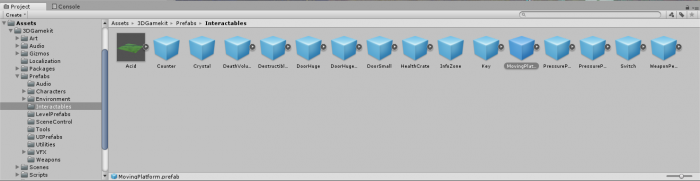 Project
Console
Create
Assets
3DGamekit
Art
Audio
Gizmos
Localization
Packages
Prefabs
Audio
Characters
Environment
Interactables
LevelPrefabs
SceneControl
Tools
UIPrefabs
Utilities
VFX
Weapons
Scenes
Scripts
Assets ▸ 3DGamekit ▸ Prefabs ▸ Interactables
Acid
Counter
Crystal
DeathVolu...
Destructibl...
DoorHuge
DoorHuge...
DoorSmall
HealthCrate
InfoZone
Key
MovingPlat...
PressureP...
PressureP...
Switch
WeaponPe...
MovingPlatform.prefab